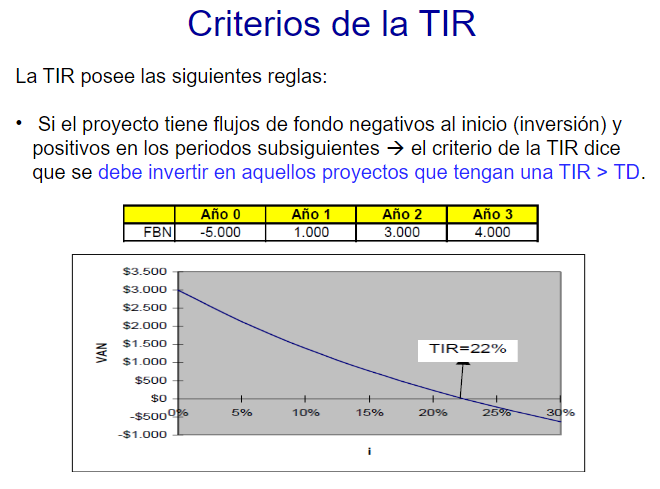 Criterios de la TIR
La TIR posee las siguientes reglas:
• Si el proyecto tiene flujos de fondo negativos al inicio (inversión) y
positivos en los periodos subsiguientes → el criterio de la TIR dice
que se debe invertir en aquellos proyectos que tengan una TIR > TD.
Año 0 Año 1 Año 2 Año 3
FBN -5.000 1.000 3.000 4.000
$3.500
$3.000
$2.500
$2.000
$1.500
$1.000
$500
$0
-$500
-$1.000
VAN
TIR=22%
0% 5% 10% 15% 20% 25% 30%
i